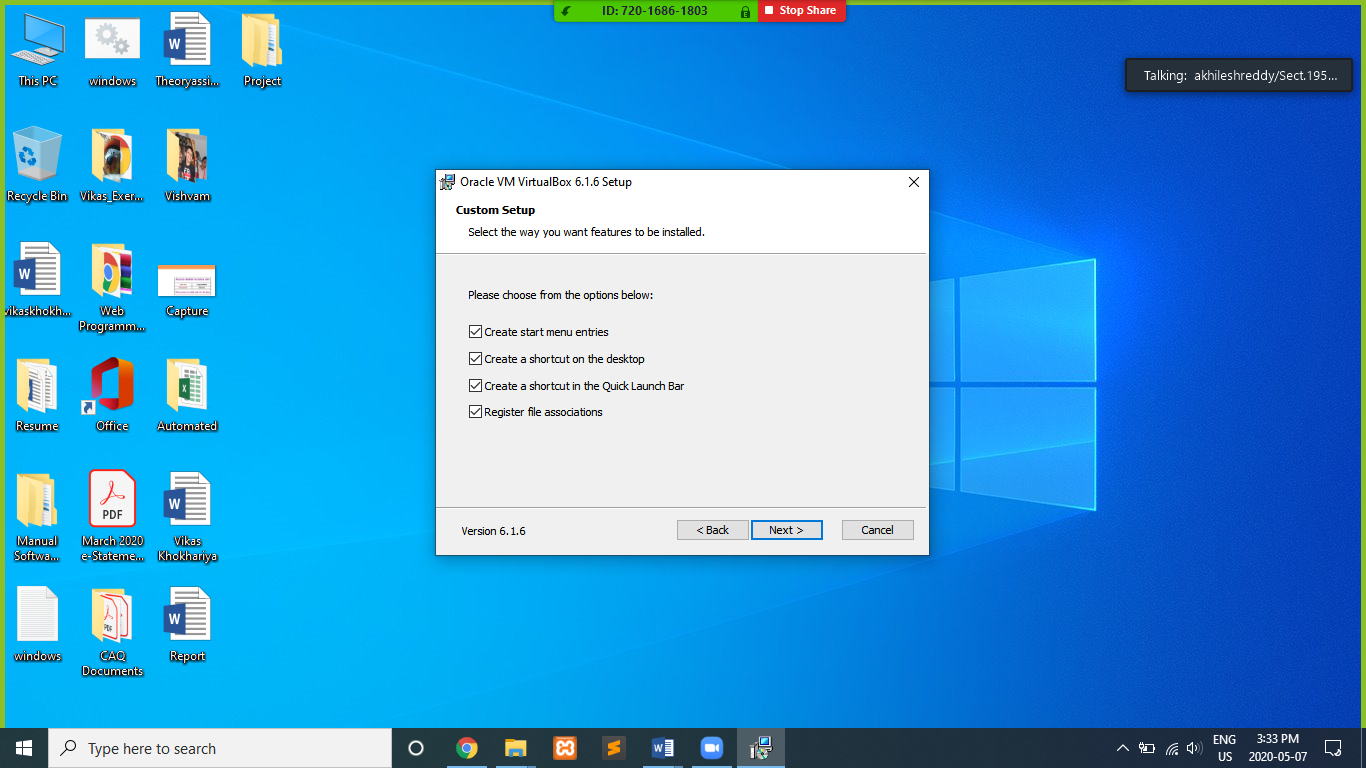 ID: 720-1686-1803
Stop Share
Talking: akhileshreddy/Sect.195...
This PC
windows
Theoryassi...
Project
Recycle Bin
Vikas_Exer...
Vishvam
vikaskhokh...
Web
Programm...
Capture
Resume
Office
Automated
Manual
Softwa...
PDF
March 2020
e-Stateme...
Vikas
Khokhariya
windows
CAQ
Documents
Report
Oracle VM VirtualBox 6.1.6 Setup
Custom Setup
Select the way you want features to be installed.
Please choose from the options below:
Create start menu entries
Create a shortcut on the desktop
Create a shortcut in the Quick Launch Bar
Register file associations
Version 6.1.6
< Back
Next >
Cancel
Type here to search
ENG
US
3:33 PM
2020-05-07